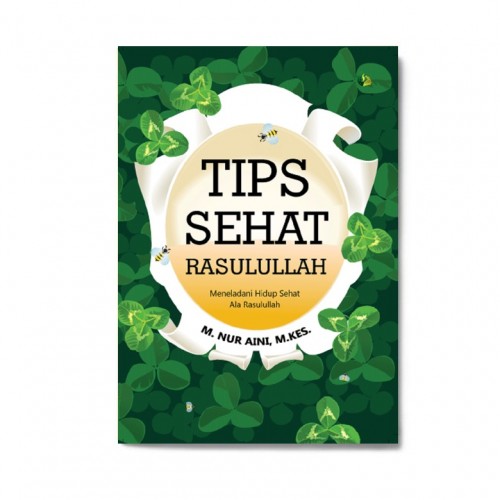 TIPS
SEHAT
RASULULLAH
Meneladani Hidup Sehat
Ala Rasulullah
M. NUR AINI, M.KES.